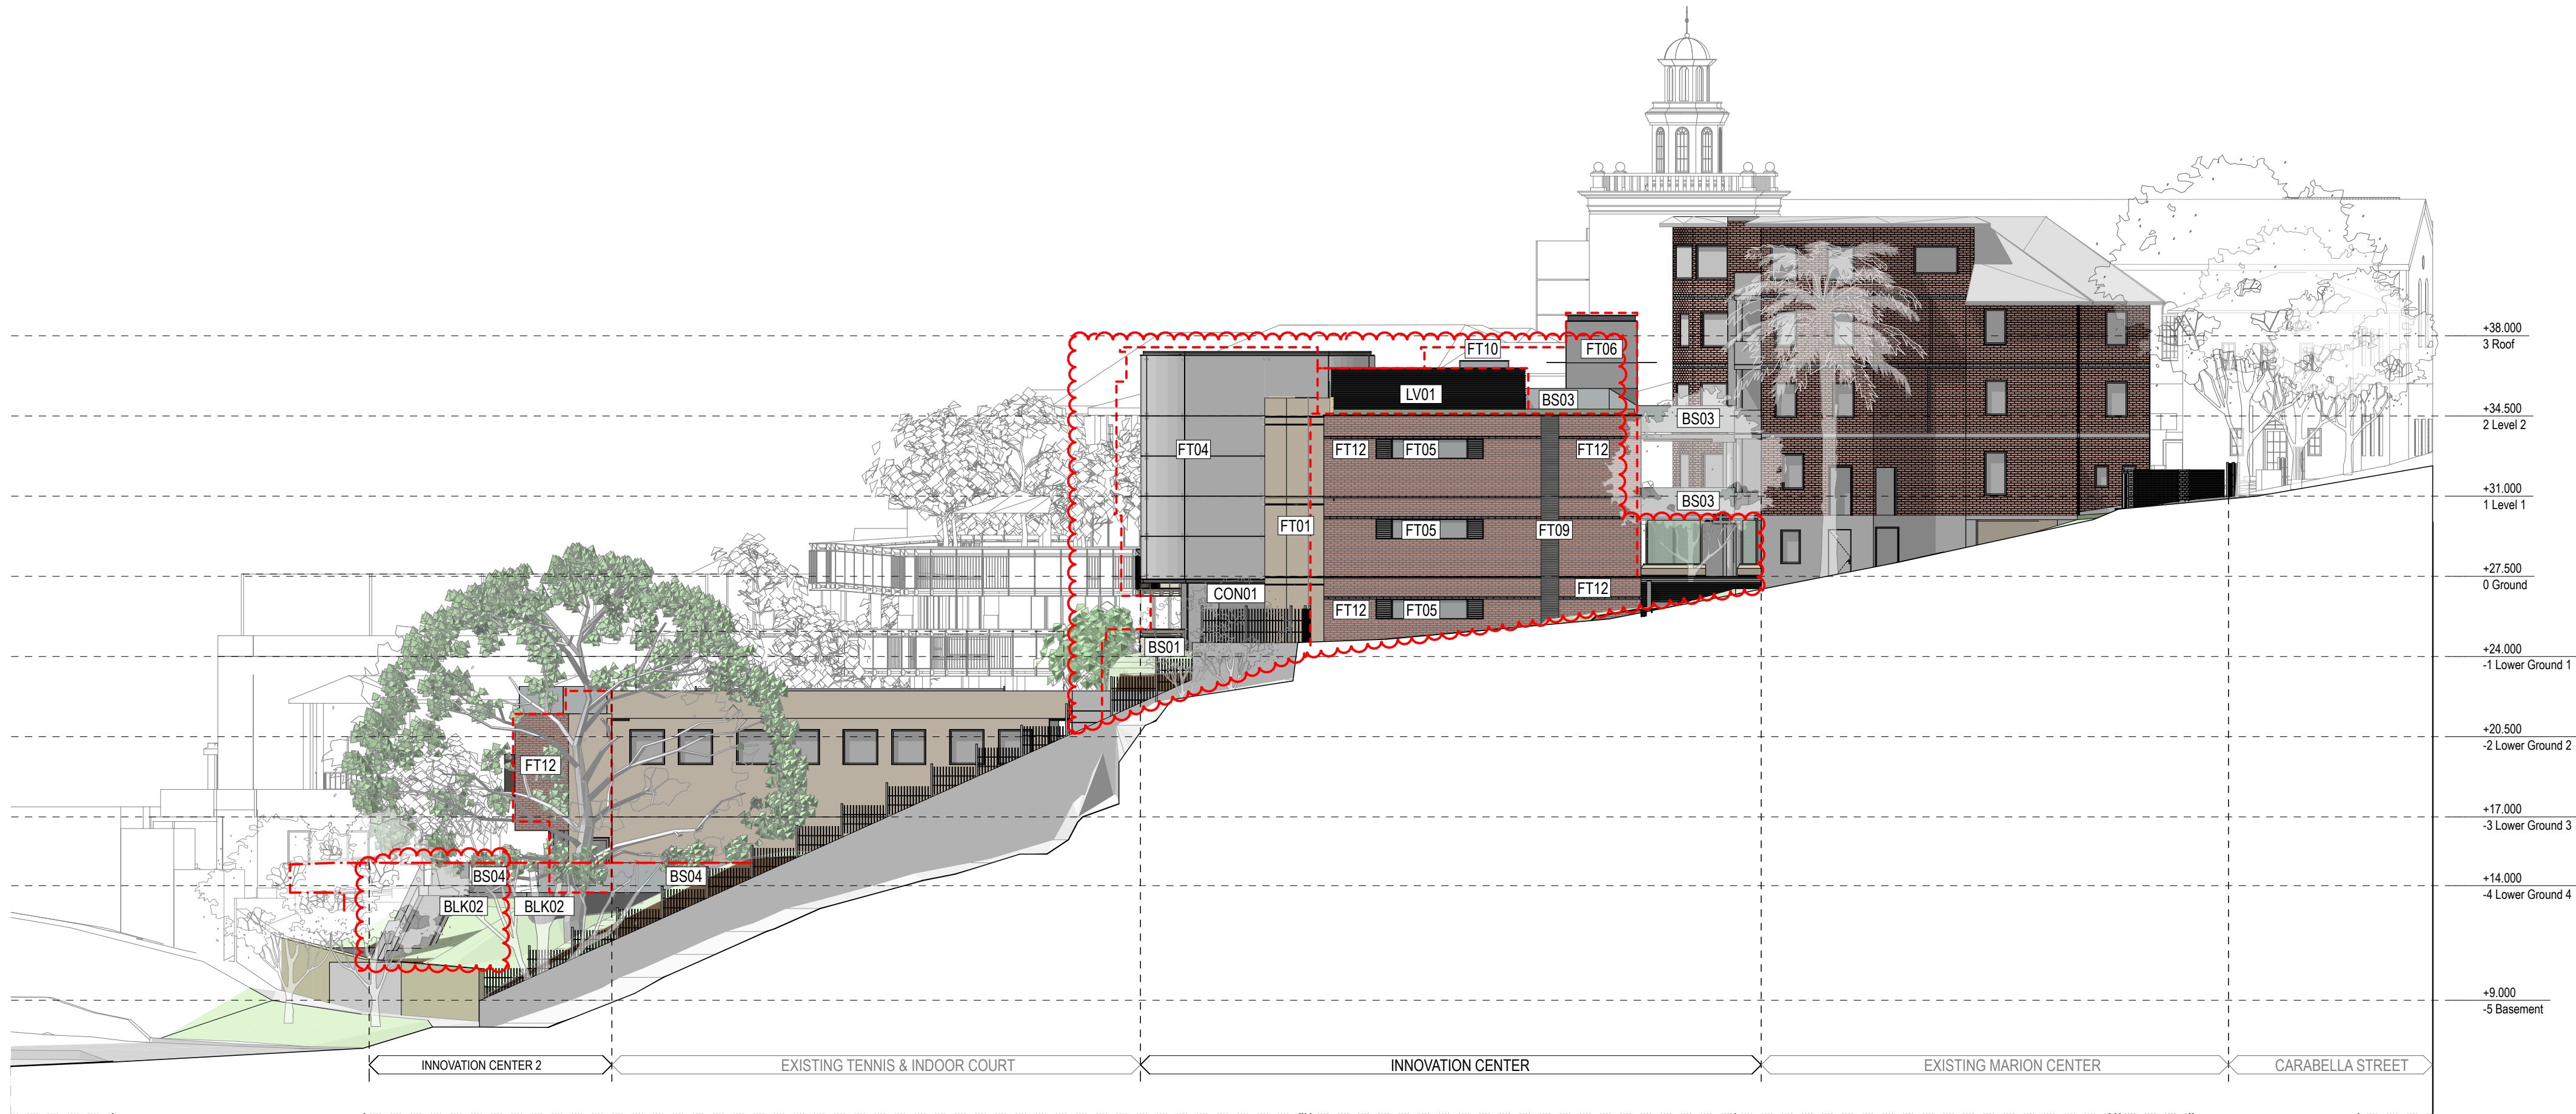 +38.000
3 Roof
FT10
FT06
LV01
BS03
BS03
+34.500
2 Level 2
FT04
FT12
FT05
FT12
BS03
+31.000
1 Level 1
FT01
FT05
FT09
+27.500
0 Ground
CON01
FT12
FT12
FT05
BS01
+24.000
-1 Lower Ground 1
+20.500
-2 Lower Ground 2
FT12
+17.000
-3 Lower Ground 3
BS04
BS04
+14.000
-4 Lower Ground 4
BLK02
BLK02
+9.000
-5 Basement
INNOVATION CENTER 2
EXISTING TENNIS & INDOOR COURT
INNOVATION CENTER
EXISTING MARION CENTER
CARABELLA STREET